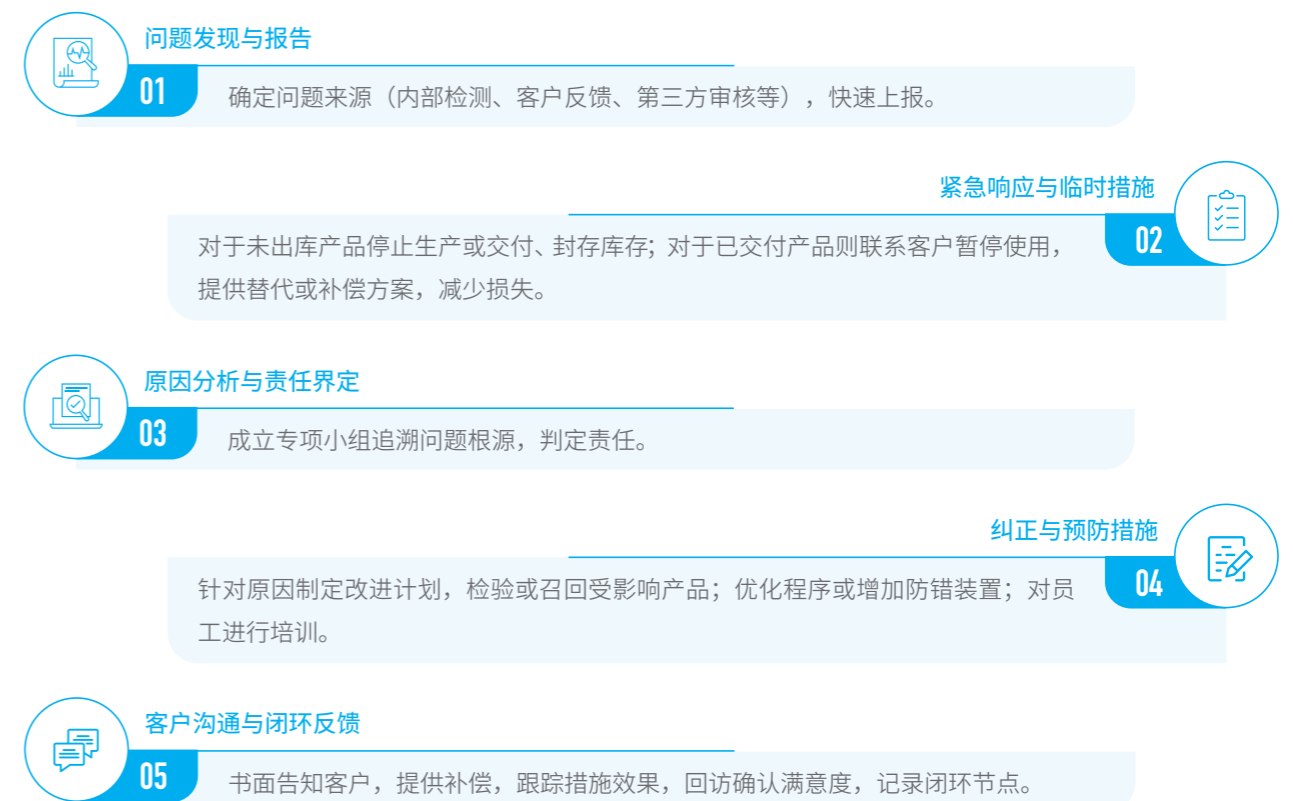 问题发现与报告
01
确定问题来源（内部检测、客户反馈、第三方审核等），快速上报。
紧急响应与临时措施
02
对于未出库产品停止生产或交付、封存库存；对于已交付产品则联系客户暂停使用，
提供替代或补偿方案，减少损失。
原因分析与责任界定
03
成立专项小组追溯问题根源，判定责任。
纠正与预防措施
04
针对原因制定改进计划，检验或召回受影响产品；优化程序或增加防错装置；对员
工进行培训。
客户沟通与闭环反馈
05
书面告知客户，提供补偿，跟踪措施效果，回访确认满意度，记录闭环节点。